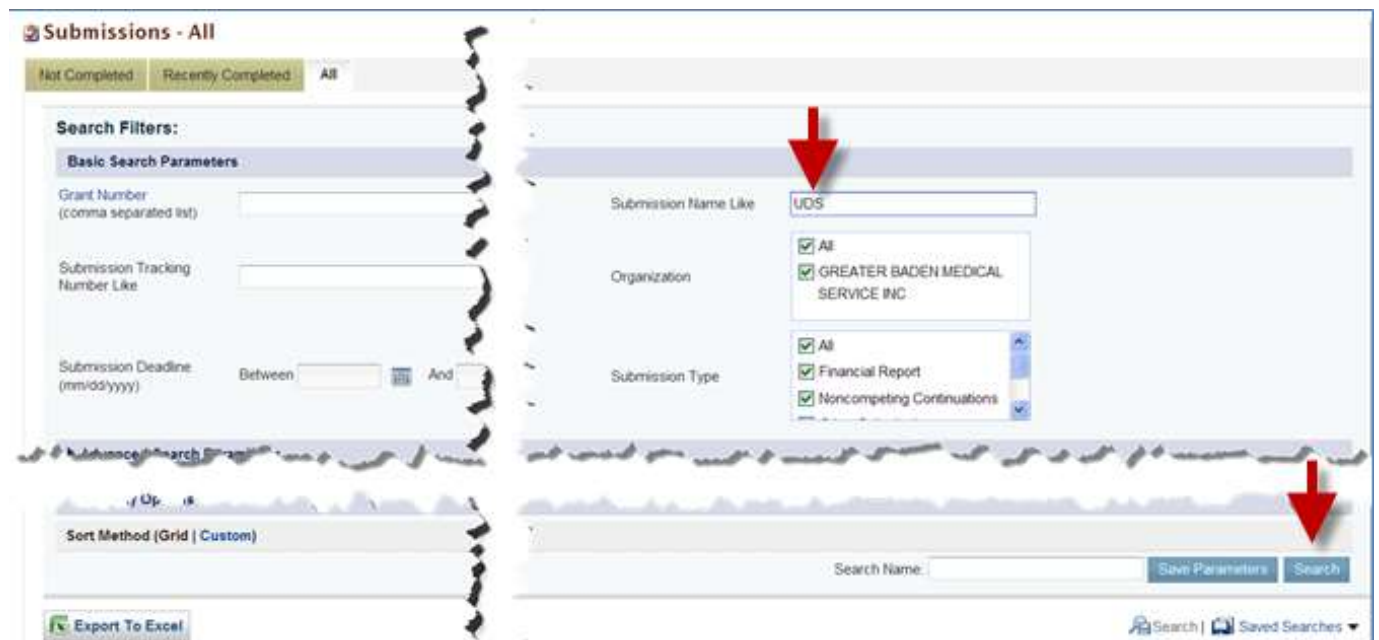 Submissions - All
Not Completed Recently Completed All
Search Filters:
Basic Search Parameters
Grant Number
(comma separated list)
Submission Name Like UDS
Submission Tracking
Number Like
Organization
All
GREATER BADEN MEDICAL
SERVICE INC
Submission Deadline
(mm/dd/yyyy)
Between And
Submission Type
All
Financial Report
Noncompeting Continuations
Sort Method (Grid | Custom)
Search Name: Save Parameters Search
Export To Excel Search | Saved Searches